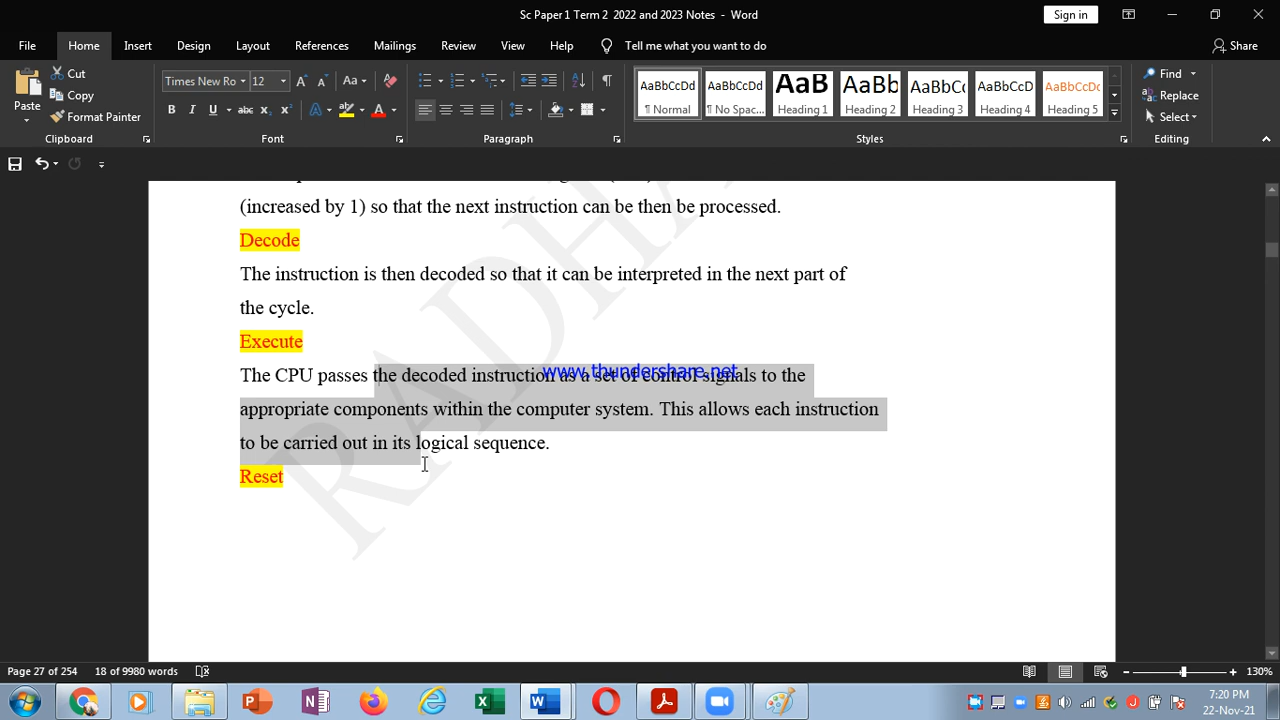 Sc Paper 1 Term 2 2022 and 2023 Notes - Word
Sign in
File Home Insert Design Layout References Mailings Review View Help Tell me what you want to do Share
Paste
Cut
Copy
Format Painter
Clipboard
Times New Ro 12
Font
Paragraph
AaBbCcDd AaBbCcDd AaB AaBb AaBbCc AaBbCcD AaBbCcDd
¶ Normal ¶ No Spac... Heading 1 Heading 2 Heading 3 Heading 4 Heading 5
Styles
Find
Replace
Select
Editing
(increased by 1) so that the next instruction can be then be processed.
Decode
The instruction is then decoded so that it can be interpreted in the next part of
the cycle.
Execute
The CPU passes the decoded instruction as a set of control signals to the
www.thundershare.net
appropriate components within the computer system. This allows each instruction
to be carried out in its logical sequence.
Reset
RADHA
Page 27 of 254 18 of 9980 words 130%
7:20 PM
22-Nov-21